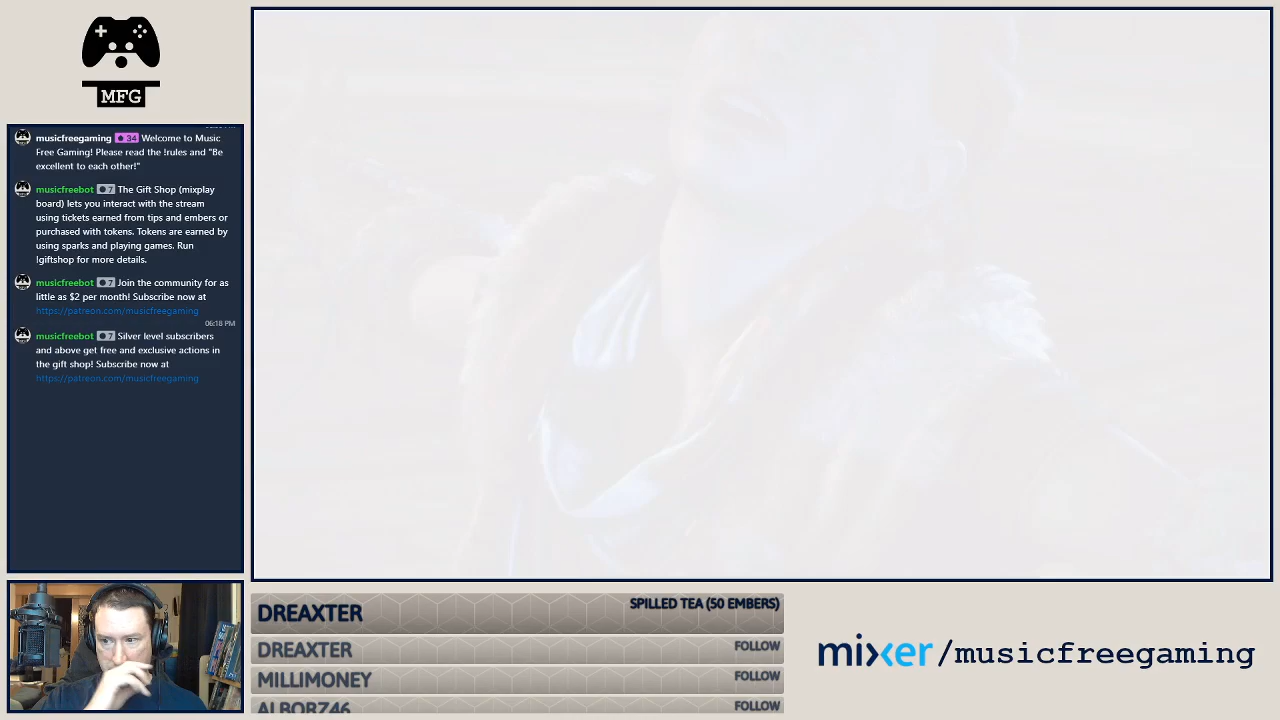 MFG
musicfreegaming 34 Welcome to Music
Free Gaming! Please read the !rules and "Be
excellent to each other!"
musicfreebot 7 The Gift Shop (mixplay
board) lets you interact with the stream
using tickets earned from tips and embers or
purchased with tokens. Tokens are earned by
using sparks and playing games. Run
!giftshop for more details.
musicfreebot 7 Join the community for as
little as $2 per month! Subscribe now at
https://patreon.com/musicfreegaming
06:18 PM
musicfreebot 7 Silver level subscribers
and above get free and exclusive actions in
the gift shop! Subscribe now at
https://patreon.com/musicfreegaming
DREAXTER SPILLED TEA (50 EMBERS)
DREAXTER FOLLOW
MILLIMONEY FOLLOW
ALBORZ46 FOLLOW
mixer/musicfreegaming